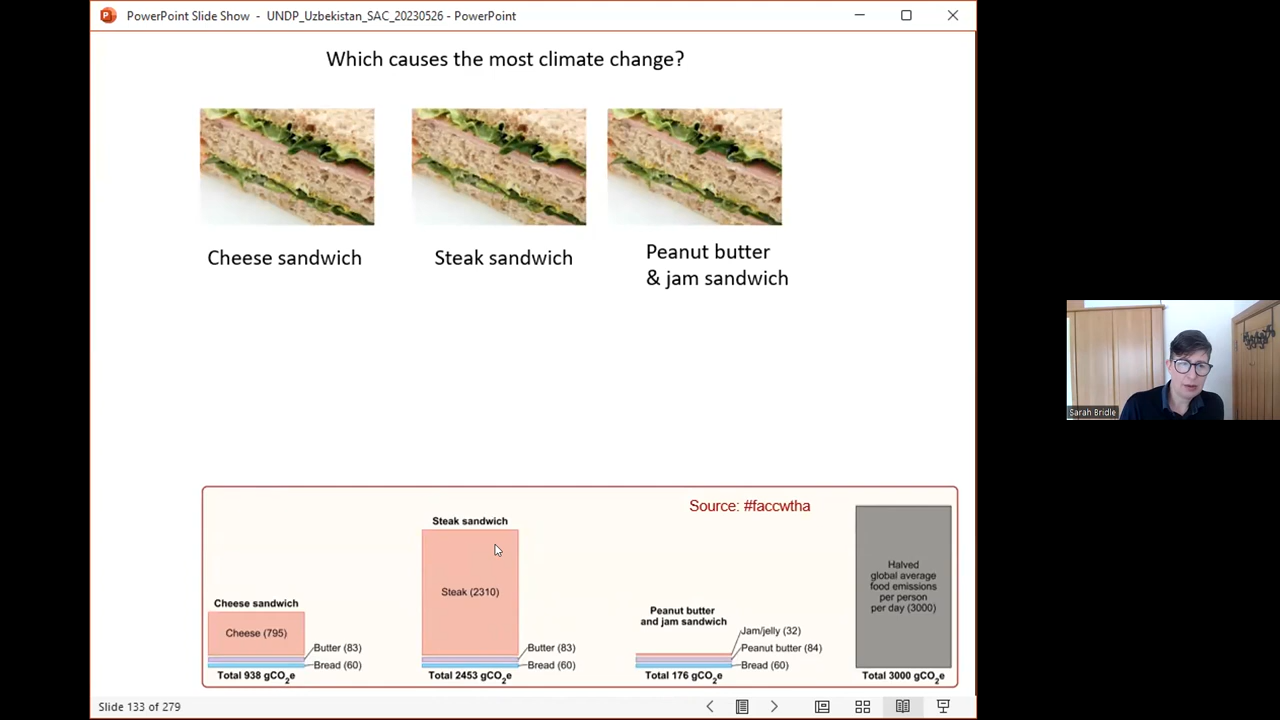 PowerPoint Slide Show - UNDP_Uzbekistan_SAC_20230526 - PowerPoint
Which causes the most climate change?
Cheese sandwich
Steak sandwich
Peanut butter
& jam sandwich
Source: #faccwtha
Cheese sandwich
Cheese (795)
Butter (83)
Bread (60)
Total 938 gCO2e
Steak sandwich
Steak (2310)
Butter (83)
Bread (60)
Total 2453 gCO2e
Peanut butter
and jam sandwich
Jam/jelly (32)
Peanut butter (84)
Bread (60)
Total 176 gCO2e
Halved
global average
food emissions
per person
per day (3000)
Total 3000 gCO2e
Sarah Bridle
Slide 133 of 279